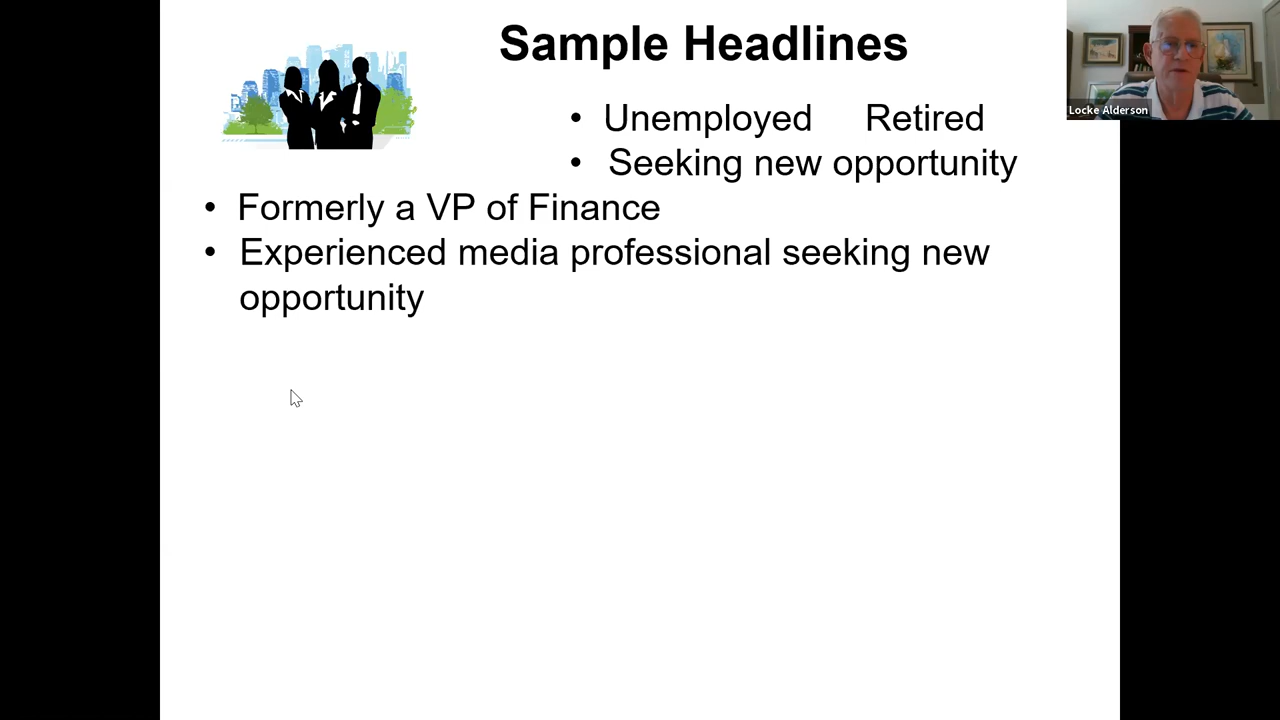 Sample Headlines
Locke Alderson
• Unemployed Retired
• Seeking new opportunity
• Formerly a VP of Finance
• Experienced media professional seeking new
opportunity